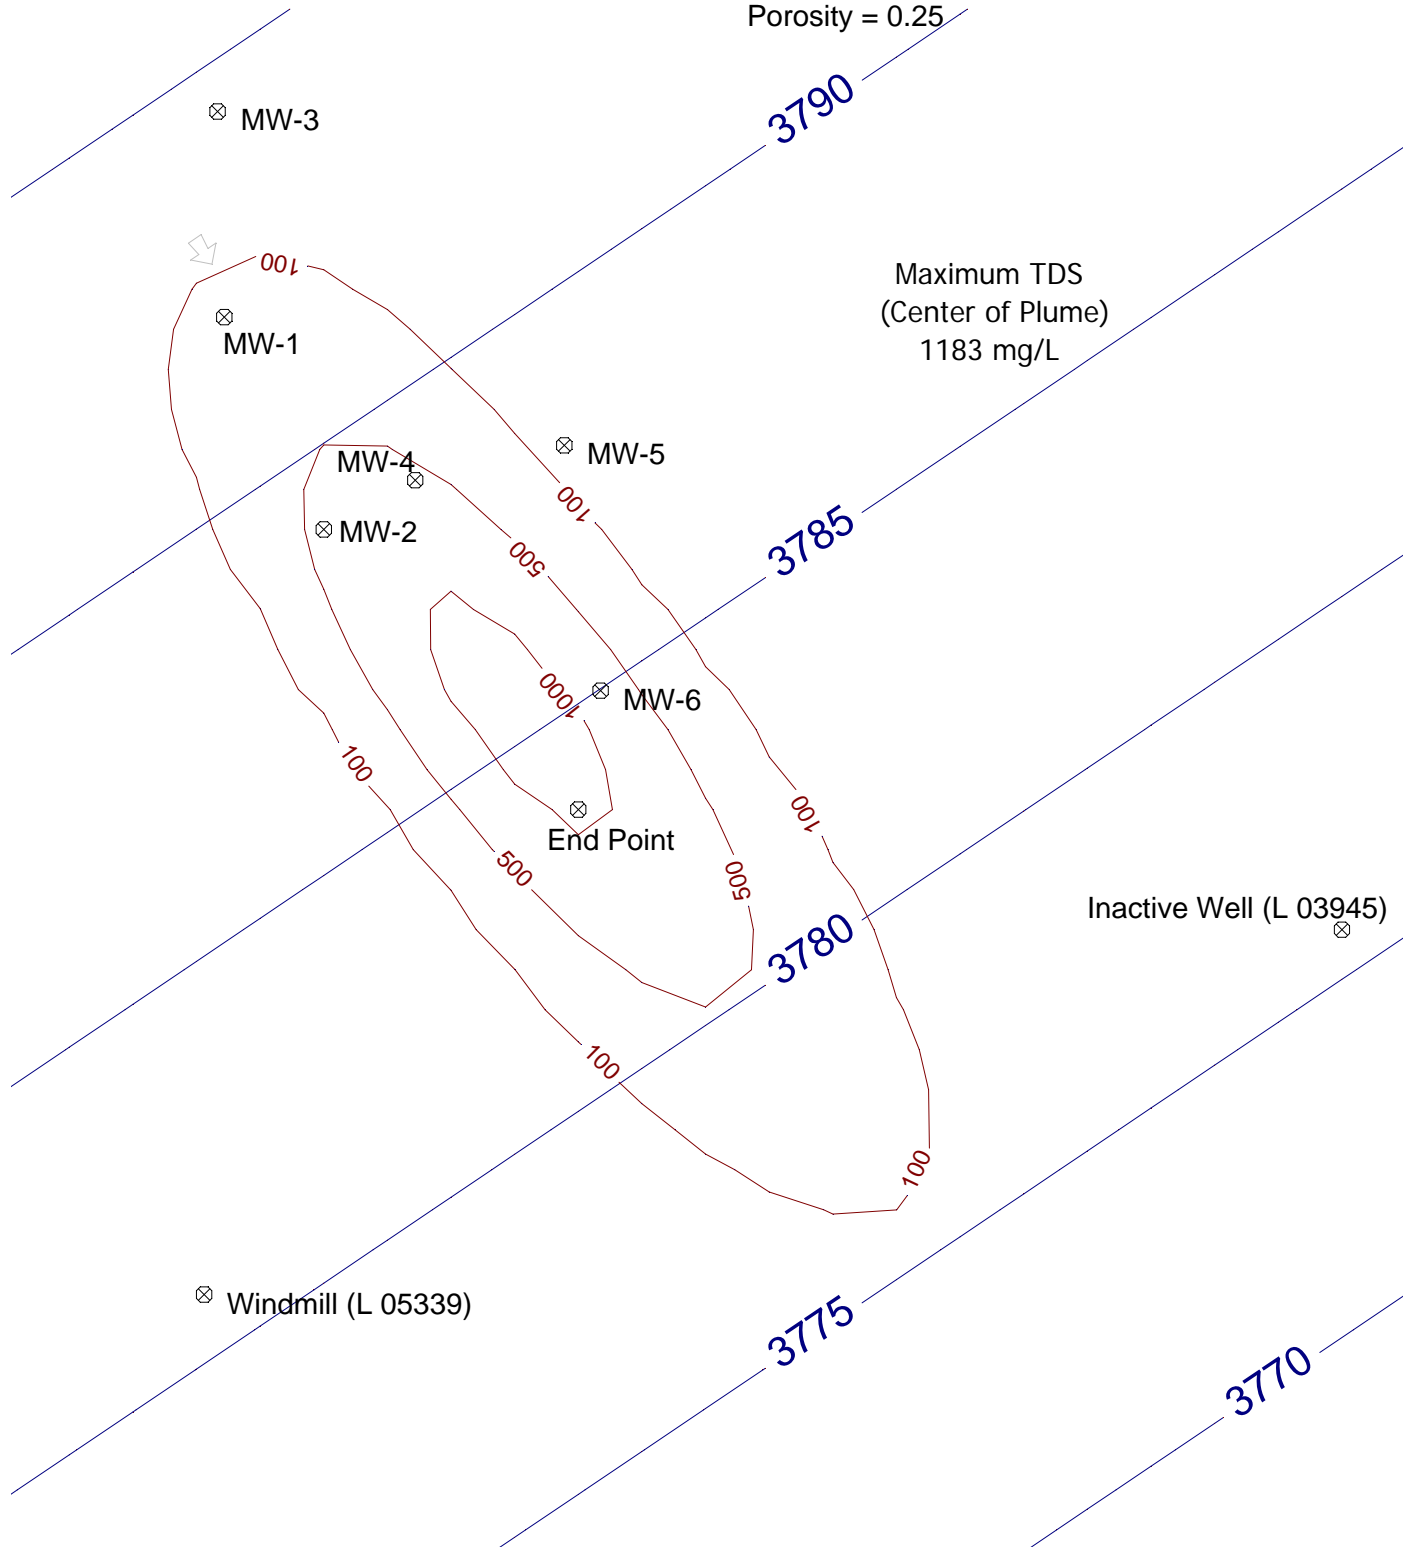 Porosity = 0.25
3790
MW-3
100
Maximum TDS
(Center of Plume)
1183 mg/L
MW-1
MW-5
MW-4
100
MW-2
3785
500
1000
MW-6
100
100
End Point
500
500
Inactive Well (L 03945)
3780
100
100
Windmill (L 05339)
3775
3770